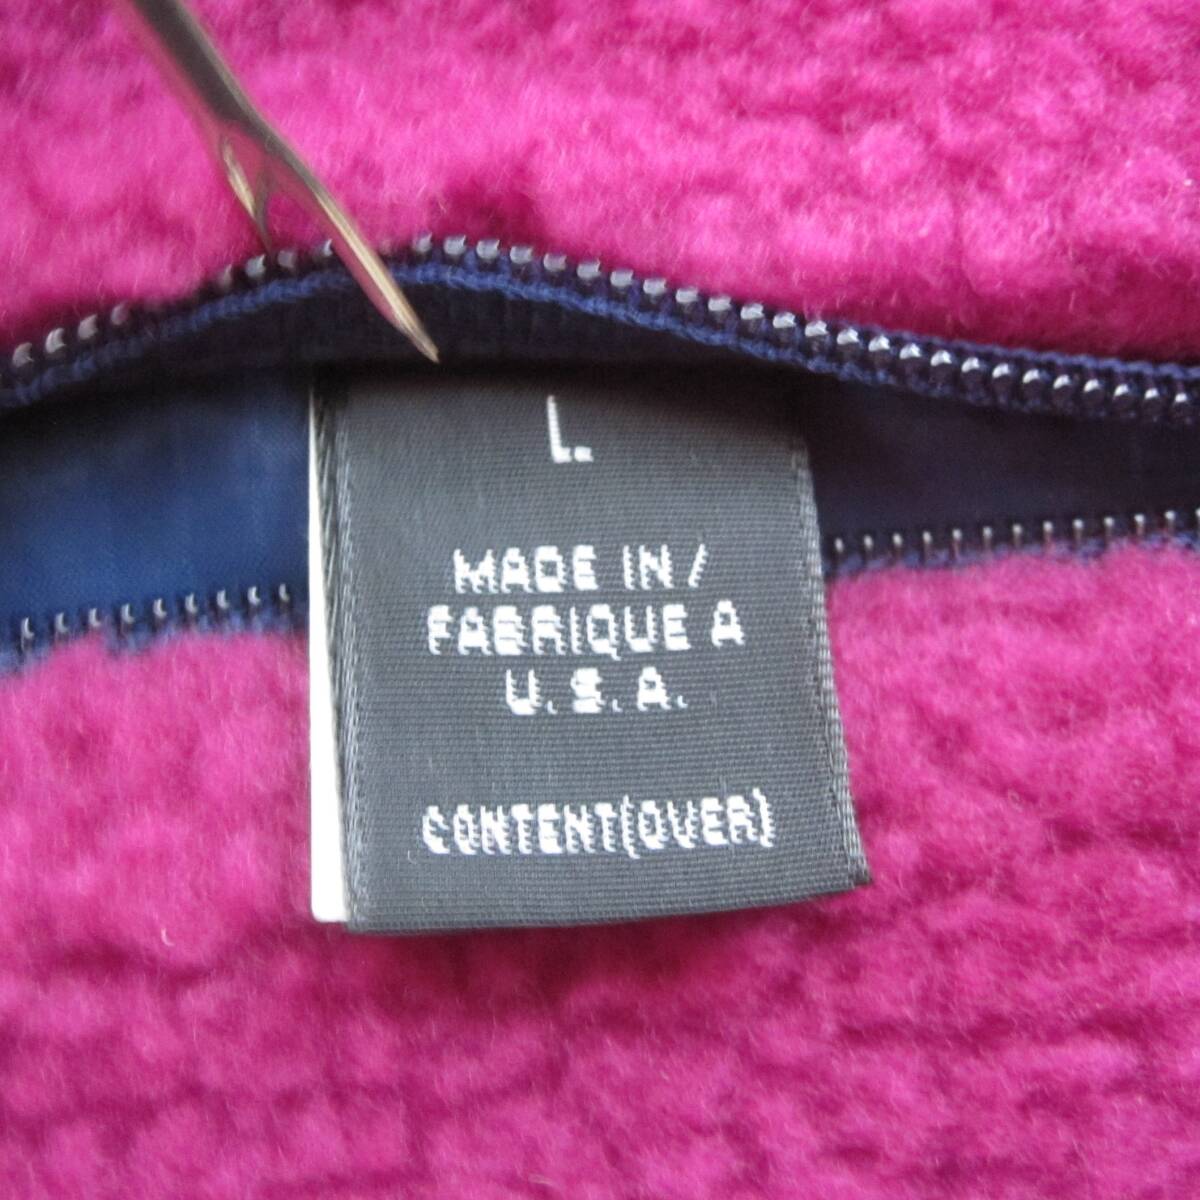 L.
MADE IN /
FABRIQUE A
U.S.A.
CONTENT(OVER)